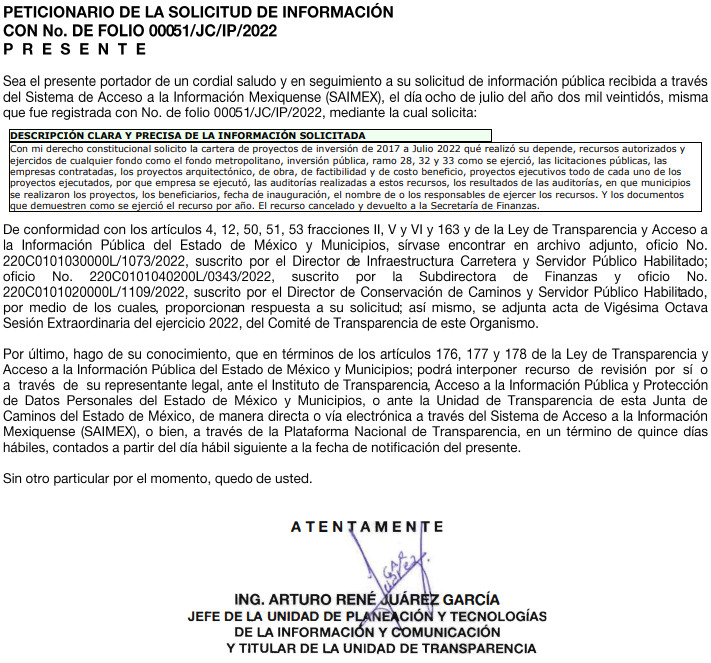 PETICIONARIO DE LA SOLICITUD DE INFORMACIÓN
CON No. DE FOLIO 00051/JC/IP/2022
P R E S E N T E
Sea el presente portador de un cordial saludo y en seguimiento a su solicitud de información pública recibida a través
del Sistema de Acceso a la Información Mexiquense (SAIMEX), el día ocho de julio del año dos mil veintidós, misma
que fue registrada con No. de folio 00051/JC/IP/2022, mediante la cual solicita:
DESCRIPCIÓN CLARA Y PRECISA DE LA INFORMACIÓN SOLICITADA
Con mi derecho constitucional solicito la cartera de proyectos de inversión de 2017 a Julio 2022 qué realizó su depende, recursos autorizados y
ejercidos de cualquier fondo como el fondo metropolitano, inversión pública, ramo 28, 32 y 33 como se ejerció, las licitaciones públicas, las
empresas contratadas, los proyectos arquitectónico, de obra, de factibilidad y de costo beneficio, proyectos ejecutivos todo de cada uno de los
proyectos ejecutados, por que empresa se ejecutó, las auditorías realizadas a estos recursos, los resultados de las auditorías, en que municipios
se realizaron los proyectos, los beneficiarios, fecha de inauguración, el nombre de o los responsables de ejercer los recursos. Y los documentos
que demuestren como se ejerció el recurso por año. El recurso cancelado y devuelto a la Secretaría de Finanzas.
De conformidad con los artículos 4, 12, 50, 51, 53 fracciones II, V y VI y 163 y de la Ley de Transparencia y Acceso a
la Información Pública del Estado de México y Municipios, sírvase encontrar en archivo adjunto, oficio No.
220C0101030000L/1073/2022, suscrito por el Director de Infraestructura Carretera y Servidor Público Habilitado;
oficio No. 220C0101040200L/0343/2022, suscrito por la Subdirectora de Finanzas y oficio No.
220C0101020000L/1109/2022, suscrito por el Director de Conservación de Caminos y Servidor Público Habilitado,
por medio de los cuales, proporcionan respuesta a su solicitud; así mismo, se adjunta acta de Vigésima Octava
Sesión Extraordinaria del ejercicio 2022, del Comité de Transparencia de este Organismo.
Por último, hago de su conocimiento, que en términos de los artículos 176, 177 y 178 de la Ley de Transparencia y
Acceso a la Información Pública del Estado de México y Municipios; podrá interponer recurso de revisión por sí o
a través de su representante legal, ante el Instituto de Transparencia, Acceso a la Información Pública y Protección
de Datos Personales del Estado de México y Municipios, o ante la Unidad de Transparencia de esta Junta de
Caminos del Estado de México, de manera directa o vía electrónica a través del Sistema de Acceso a la Información
Mexiquense (SAIMEX), o bien, a través de la Plataforma Nacional de Transparencia, en un término de quince días
hábiles, contados a partir del día hábil siguiente a la fecha de notificación del presente.
Sin otro particular por el momento, quedo de usted.
A T E N T A M E N T E
ING. ARTURO RENÉ JUÁREZ GARCÍA
JEFE DE LA UNIDAD DE PLANEACIÓN Y TECNOLOGÍAS
DE LA INFORMACIÓN Y COMUNICACIÓN
Y TITULAR DE LA UNIDAD DE TRANSPARENCIA